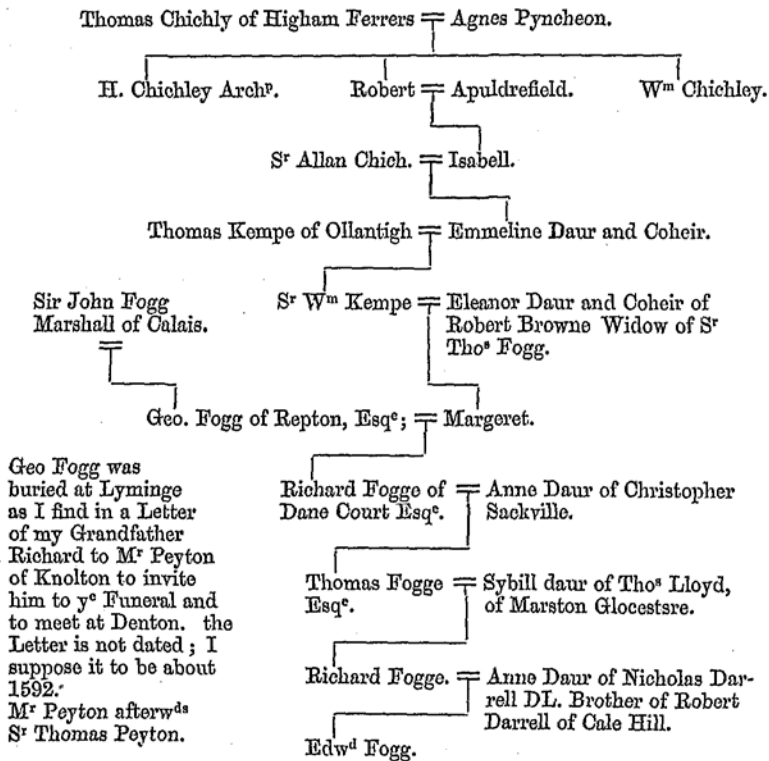 Thomas Chichly of Higham Ferrers = Agnes Pyncheon.
H. Chichley Archᵖ. Robert = Apuldrefield. Wᵐ Chichley.
Sʳ Allan Chich. = Isabell.
Thomas Kempe of Ollantigh = Emmeline Daur and Coheir.
Sir John Fogg
Marshall of Calais.
Sʳ Wᵐ Kempe = Eleanor Daur and Coheir of
Robert Browne Widow of Sʳ
Thoˢ Fogg.
Geo. Fogg of Repton, Esqᵉ; = Margeret.
Geo Fogg was
buried at Lyminge
as I find in a Letter
of my Grandfather
Richard to Mʳ Peyton
of Knolton to invite
him to yᵉ Funeral and
to meet at Denton. the
Letter is not dated; I
suppose it to be about
1592.
Mʳ Peyton afterwᵈˢ
Sʳ Thomas Peyton.
Richard Fogge of
Dane Court Esqᵉ.
= Anne Daur of Christopher
Sackville.
Thomas Fogge
Esqᵉ.
= Sybill daur of Thoˢ Lloyd,
of Marston Glocestsre.
Richard Fogge. = Anne Daur of Nicholas Dar-
rell DL. Brother of Robert
Darrell of Cale Hill.
Edwᵈ Fogg.